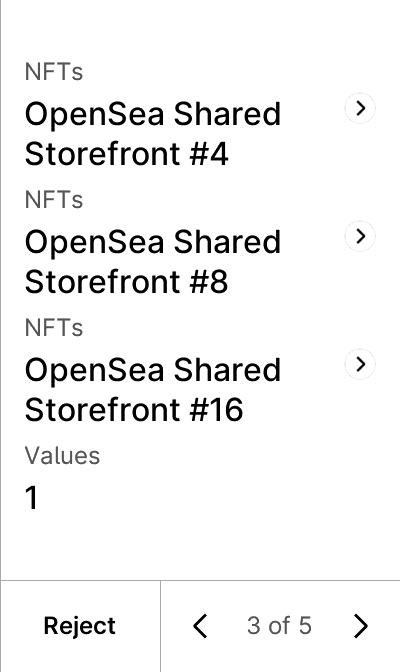 NFTs
OpenSea Shared
Storefront #4
NFTs
OpenSea Shared
Storefront #8
NFTs
OpenSea Shared
Storefront #16
Values
1
Reject
3 of 5